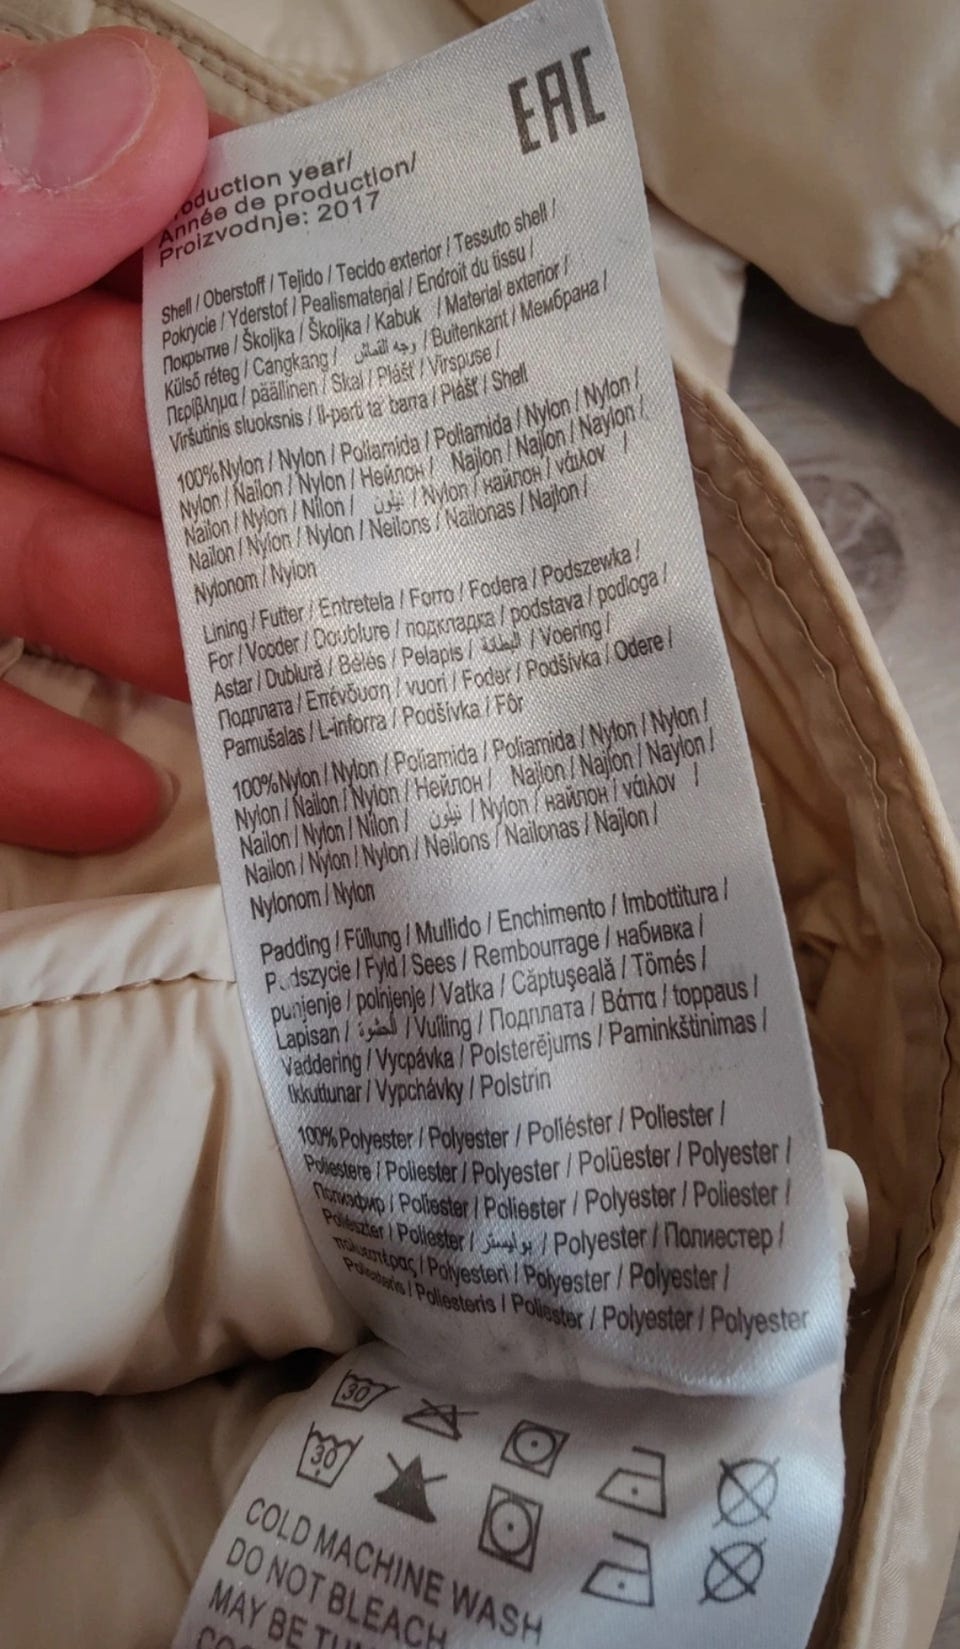 EAC
Production year/
Année de production/
Proizvodnje: 2017
Shell / Oberstoff / Tejido / Tecido exterior / Tessuto shell /
Pokrycie / Yderstof / Pealismaterjal / Endroit du tissu /
Покрытие / Školjka / Školjka / Kabuk / Material exterior /
Külső réteg / Cangkang / وجه القماش / Buitenkant / Мембрана /
Περίβλημα / päällinen / Skal / Plášť / Virspuse /
Viršutinis sluoksnis / Il-parti ta' barra / Plášť / Shell
100%Nylon / Nylon / Poliamida / Poliamida / Nylon / Nylon /
Nylon / Nailon / Nylon / Нейлон / Najlon / Najlon / Naylon /
Nailon / Nylon / Nilon / نيلون / Nylon / найлон / νάιλον /
Nailon / Nylon / Nylon / Neilons / Nailonas / Najlon /
Nylonom / Nylon
Lining / Futter / Entretela / Forro / Fodera / Podszewka /
For / Vooder / Doublure / подкладка / podstava / podloga /
Astar / Dublură / Bélés / Pelapis / البطانة / Voering /
Подплата / Επένδυση / vuori / Foder / Podšívka / Odere /
Pamušalas / L-inforra / Podšívka / Fôr
100%Nylon / Nylon / Poliamida / Poliamida / Nylon / Nylon /
Nylon / Nailon / Nylon / Нейлон / Najlon / Najlon / Naylon /
Nailon / Nylon / Nilon / نيلون / Nylon / найлон / νάιλον /
Nailon / Nylon / Nylon / Neilons / Nailonas / Najlon /
Nylonom / Nylon
Padding / Füllung / Mullido / Enchimento / Imbottitura /
Podszycie / Fyld / Sees / Rembourrage / набивка /
punjenje / polnjenje / Vatka / Căptușeală / Tömés /
Lapisan / الحشوة / Vulling / Подплата / Βάττα / toppaus /
Vaddering / Vycpávka / Polsterējums / Paminkštinimas /
Ikkuttunar / Vypchávky / Polstrin
100%Polyester / Polyester / Poliéster / Poliester /
Poliestere / Poliester / Polyester / Polüester / Polyester /
Полиэфир / Poliester / Poliester / Polyester / Poliester /
Poliészter / Poliester / بوليستر / Polyester / Полиестер /
πολυεστέρας / Polyesteri / Polyester / Polyester /
Poliesteris / Poliesteris / Poliester / Polyester / Polyester
30
30
COLD MACHINE WASH
DO NOT BLEACH
MAY BE